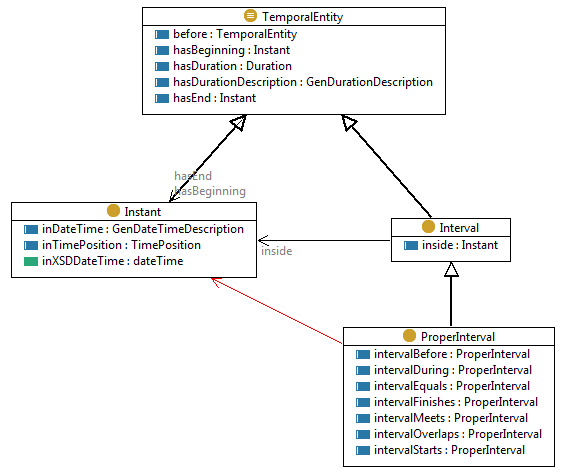 TemporalEntity
before : TemporalEntity
hasBeginning : Instant
hasDuration : Duration
hasDurationDescription : GenDurationDescription
hasEnd : Instant
hasEnd
hasBeginning
Instant
inDateTime : GenDateTimeDescription
inTimePosition : TimePosition
inXSDDateTime : dateTime
Interval
inside : Instant
inside
ProperInterval
intervalBefore : ProperInterval
intervalDuring : ProperInterval
intervalEquals : ProperInterval
intervalFinishes : ProperInterval
intervalMeets : ProperInterval
intervalOverlaps : ProperInterval
intervalStarts : ProperInterval